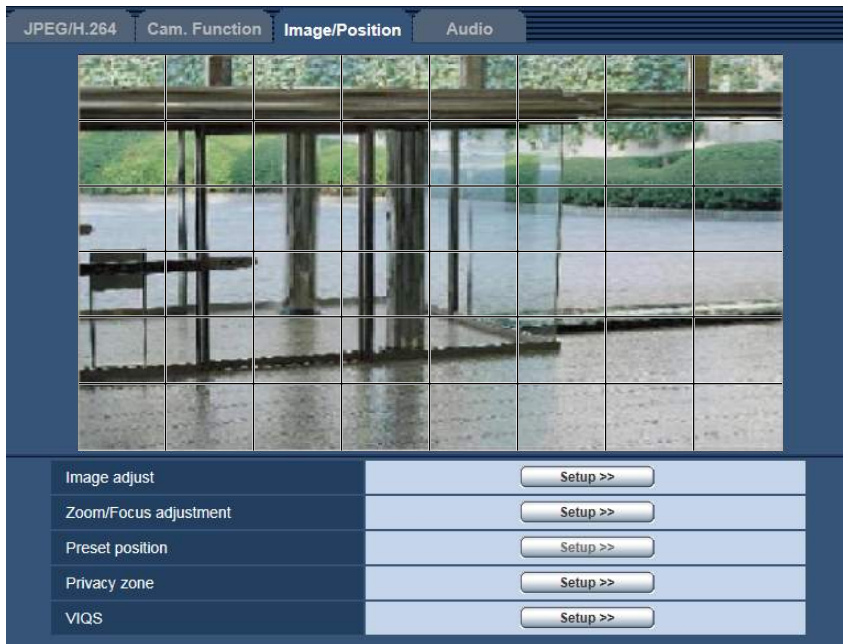 JPEG/H.264 Cam. Function Image/Position Audio
Image adjust Setup >>
Zoom/Focus adjustment Setup >>
Preset position Setup >>
Privacy zone Setup >>
VIQS Setup >>